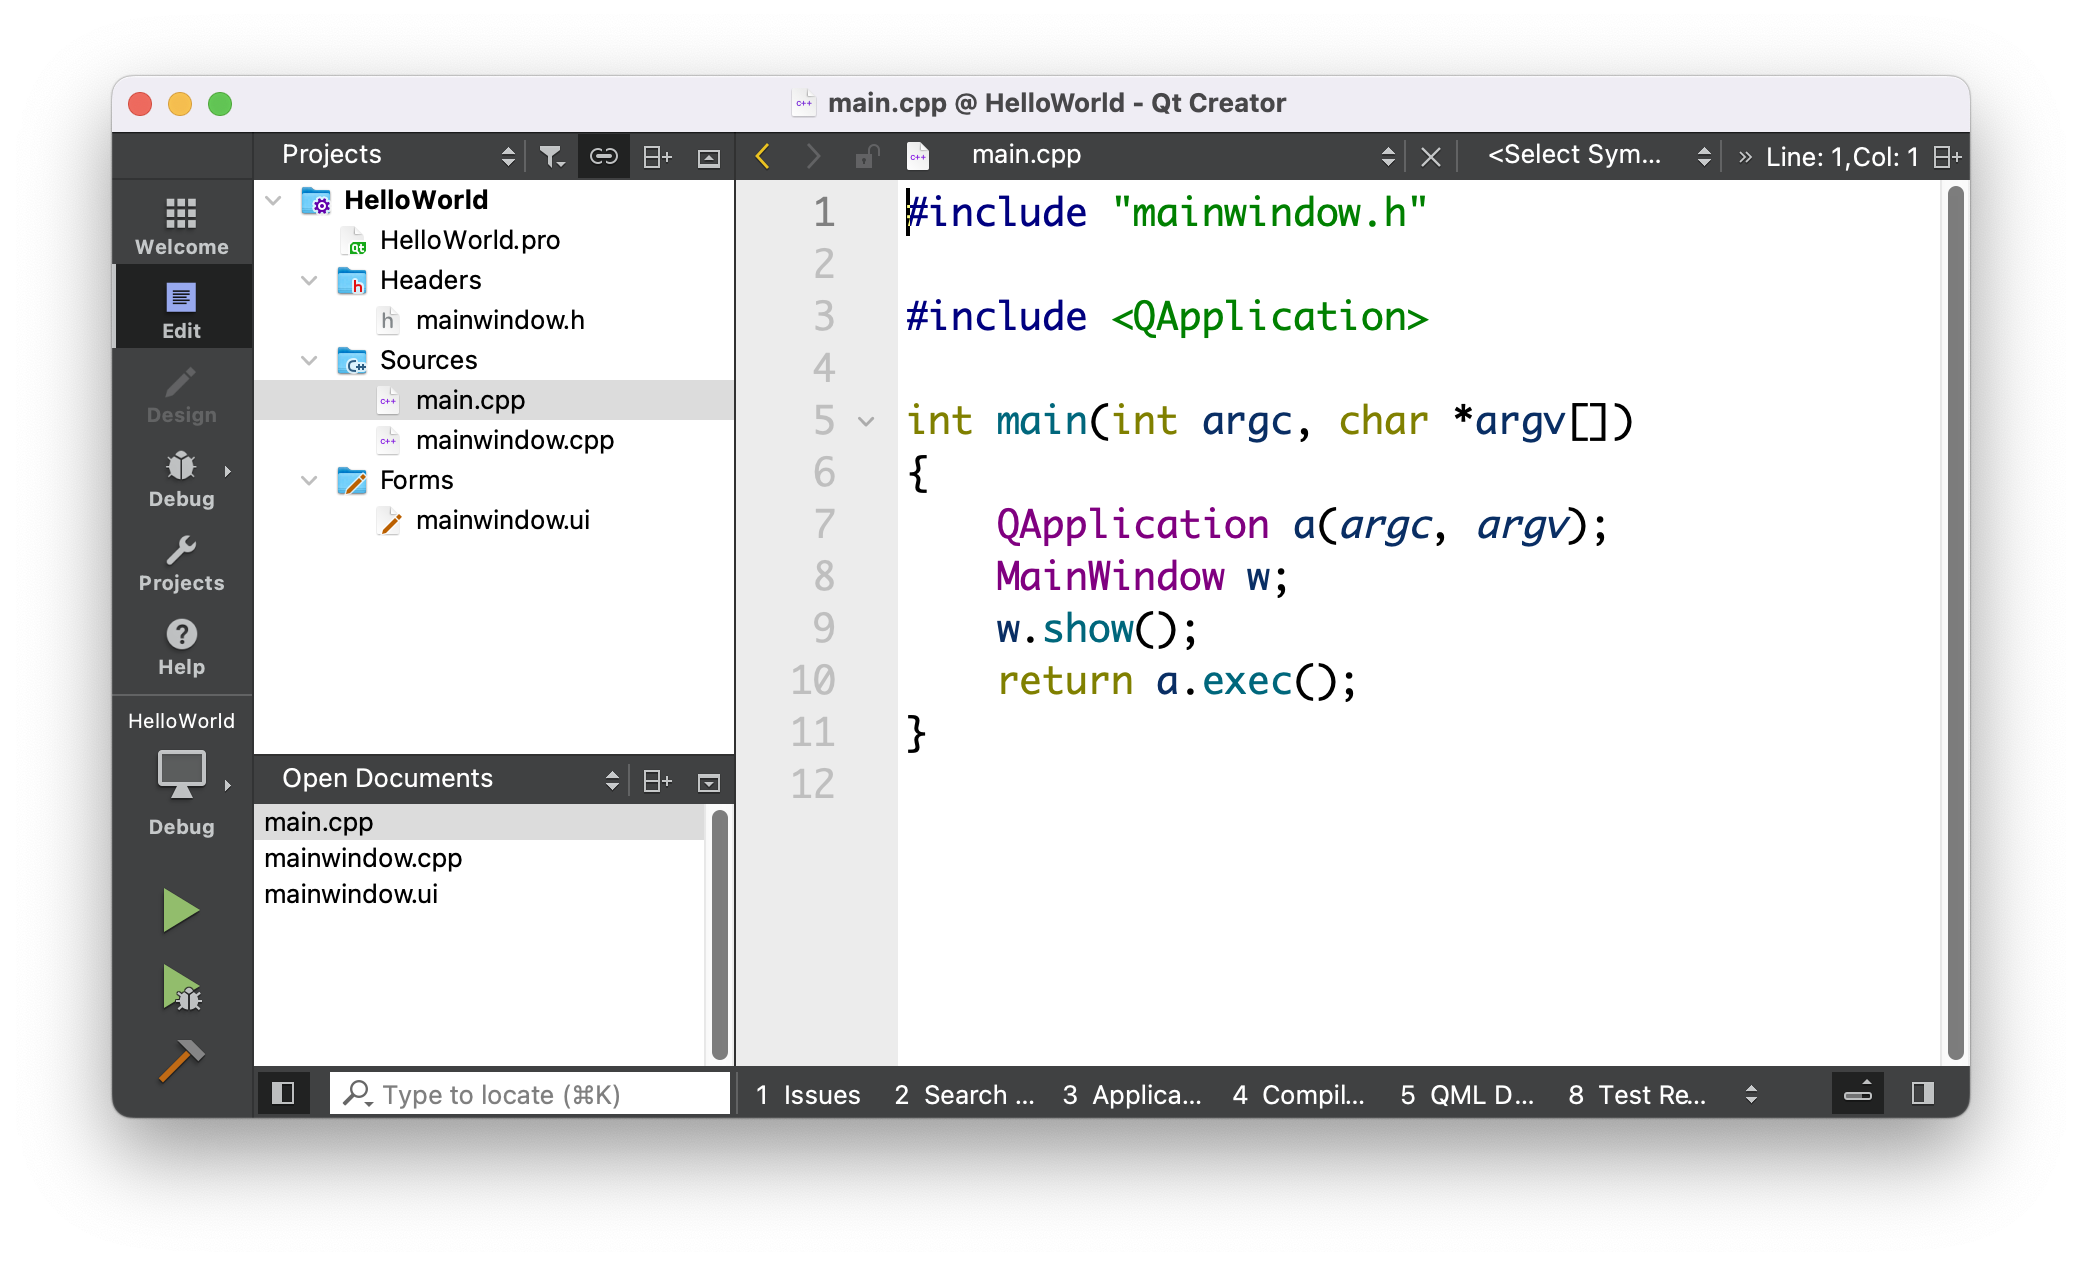 main.cpp @ HelloWorld - Qt Creator
Projects
main.cpp
<Select Sym...
» Line: 1,Col: 1
Welcome
Edit
Design
Debug
Projects
Help
HelloWorld
Debug
HelloWorld
HelloWorld.pro
Headers
mainwindow.h
Sources
main.cpp
mainwindow.cpp
Forms
mainwindow.ui
Open Documents
main.cpp
mainwindow.cpp
mainwindow.ui
1 #include "mainwindow.h"
2
3 #include <QApplication>
4
5 int main(int argc, char *argv[])
6 {
7     QApplication a(argc, argv);
8     MainWindow w;
9     w.show();
10     return a.exec();
11 }
12
Type to locate (⌘K)
1 Issues 2 Search ... 3 Applica... 4 Compil... 5 QML D... 8 Test Re...